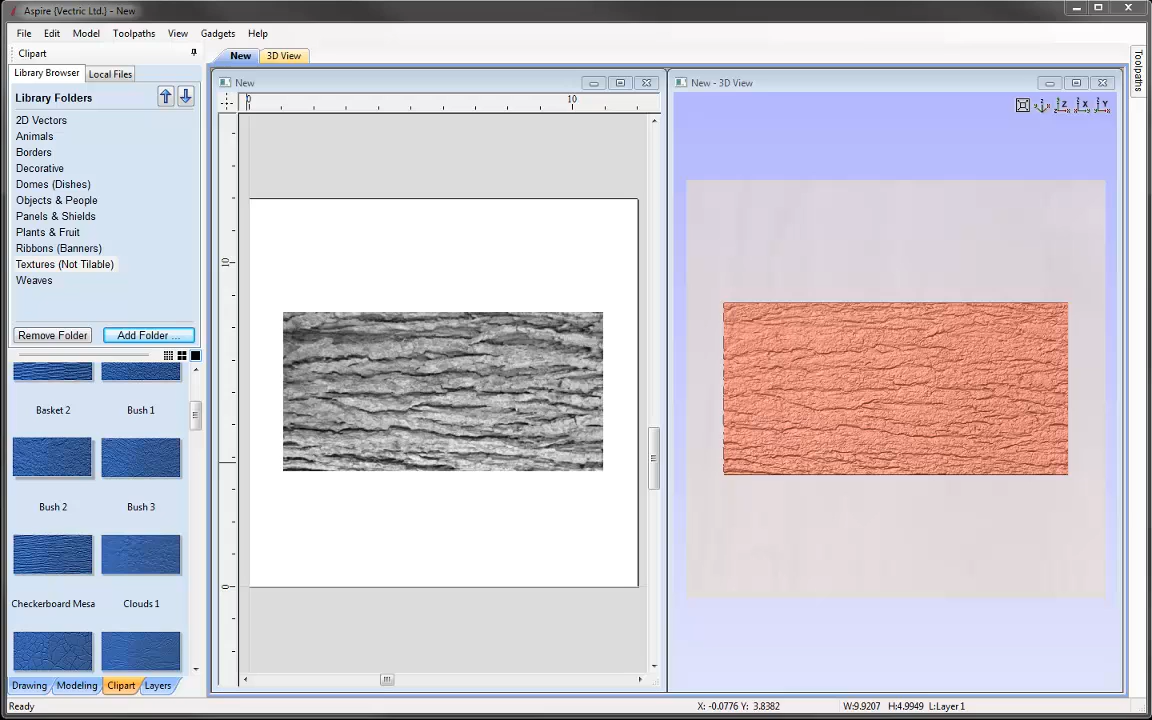 Aspire {Vectric Ltd.} - New
File Edit Model Toolpaths View Gadgets Help
Clipart
New 3D View
Library Browser Local Files
Library Folders
2D Vectors
Animals
Borders
Decorative
Domes (Dishes)
Objects & People
Panels & Shields
Plants & Fruit
Ribbons (Banners)
Textures (Not Tilable)
Weaves
Remove Folder Add Folder ...
Basket 2 Bush 1
Bush 2 Bush 3
Checkerboard Mesa Clouds 1
Drawing Modeling Clipart Layers
New
0 10
10
0
New - 3D View
Z X Y
Toolpaths
Ready X: -0.0776 Y: 3.8382 W:9.9207 H:4.9949 L:Layer 1